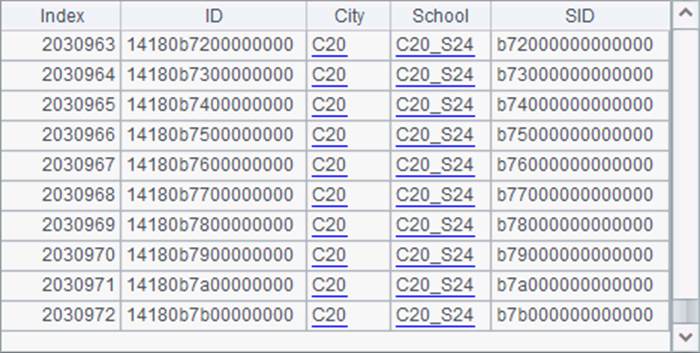 Index ID City School SID
2030963 14180b7200000000 C20 C20_S24 b72000000000000
2030964 14180b7300000000 C20 C20_S24 b73000000000000
2030965 14180b7400000000 C20 C20_S24 b74000000000000
2030966 14180b7500000000 C20 C20_S24 b75000000000000
2030967 14180b7600000000 C20 C20_S24 b76000000000000
2030968 14180b7700000000 C20 C20_S24 b77000000000000
2030969 14180b7800000000 C20 C20_S24 b78000000000000
2030970 14180b7900000000 C20 C20_S24 b79000000000000
2030971 14180b7a00000000 C20 C20_S24 b7a000000000000
2030972 14180b7b00000000 C20 C20_S24 b7b000000000000